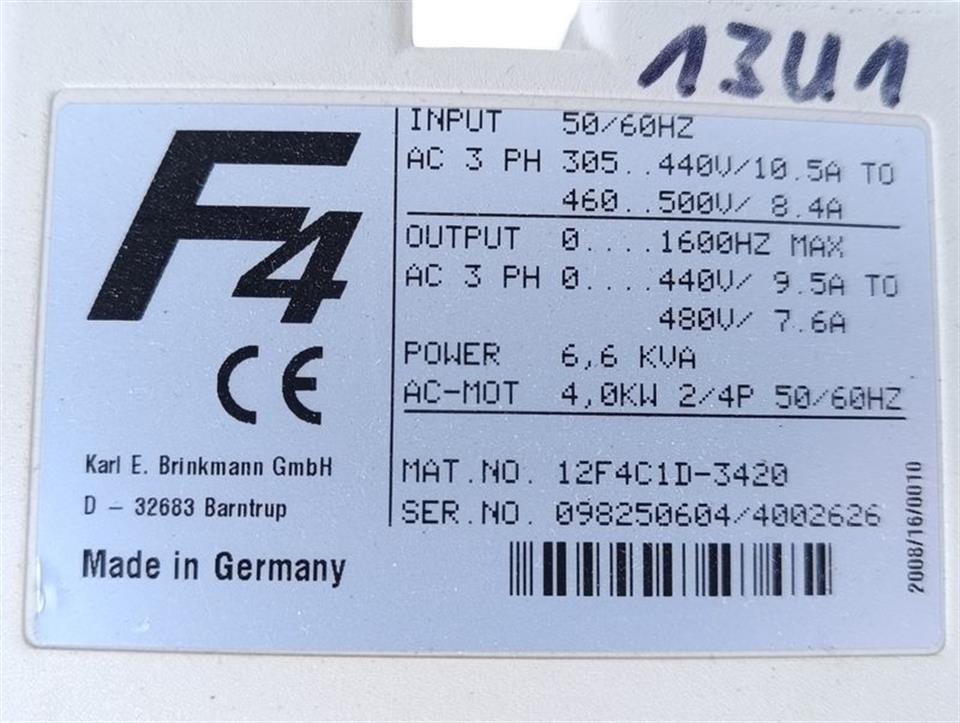 13U1
F4
CE
Karl E. Brinkmann GmbH
D – 32683 Barntrup
Made in Germany
INPUT 50/60HZ
AC 3 PH 305..440V/10.5A TO
460..500V/ 8.4A
OUTPUT 0....1600HZ MAX
AC 3 PH 0....440V/ 9.5A TO
480V/ 7.6A
POWER 6,6 KVA
AC-MOT 4,0KW 2/4P 50/60HZ
MAT.NO. 12F4C1D-3420
SER.NO. 098250604/4002626
2008/16/0010